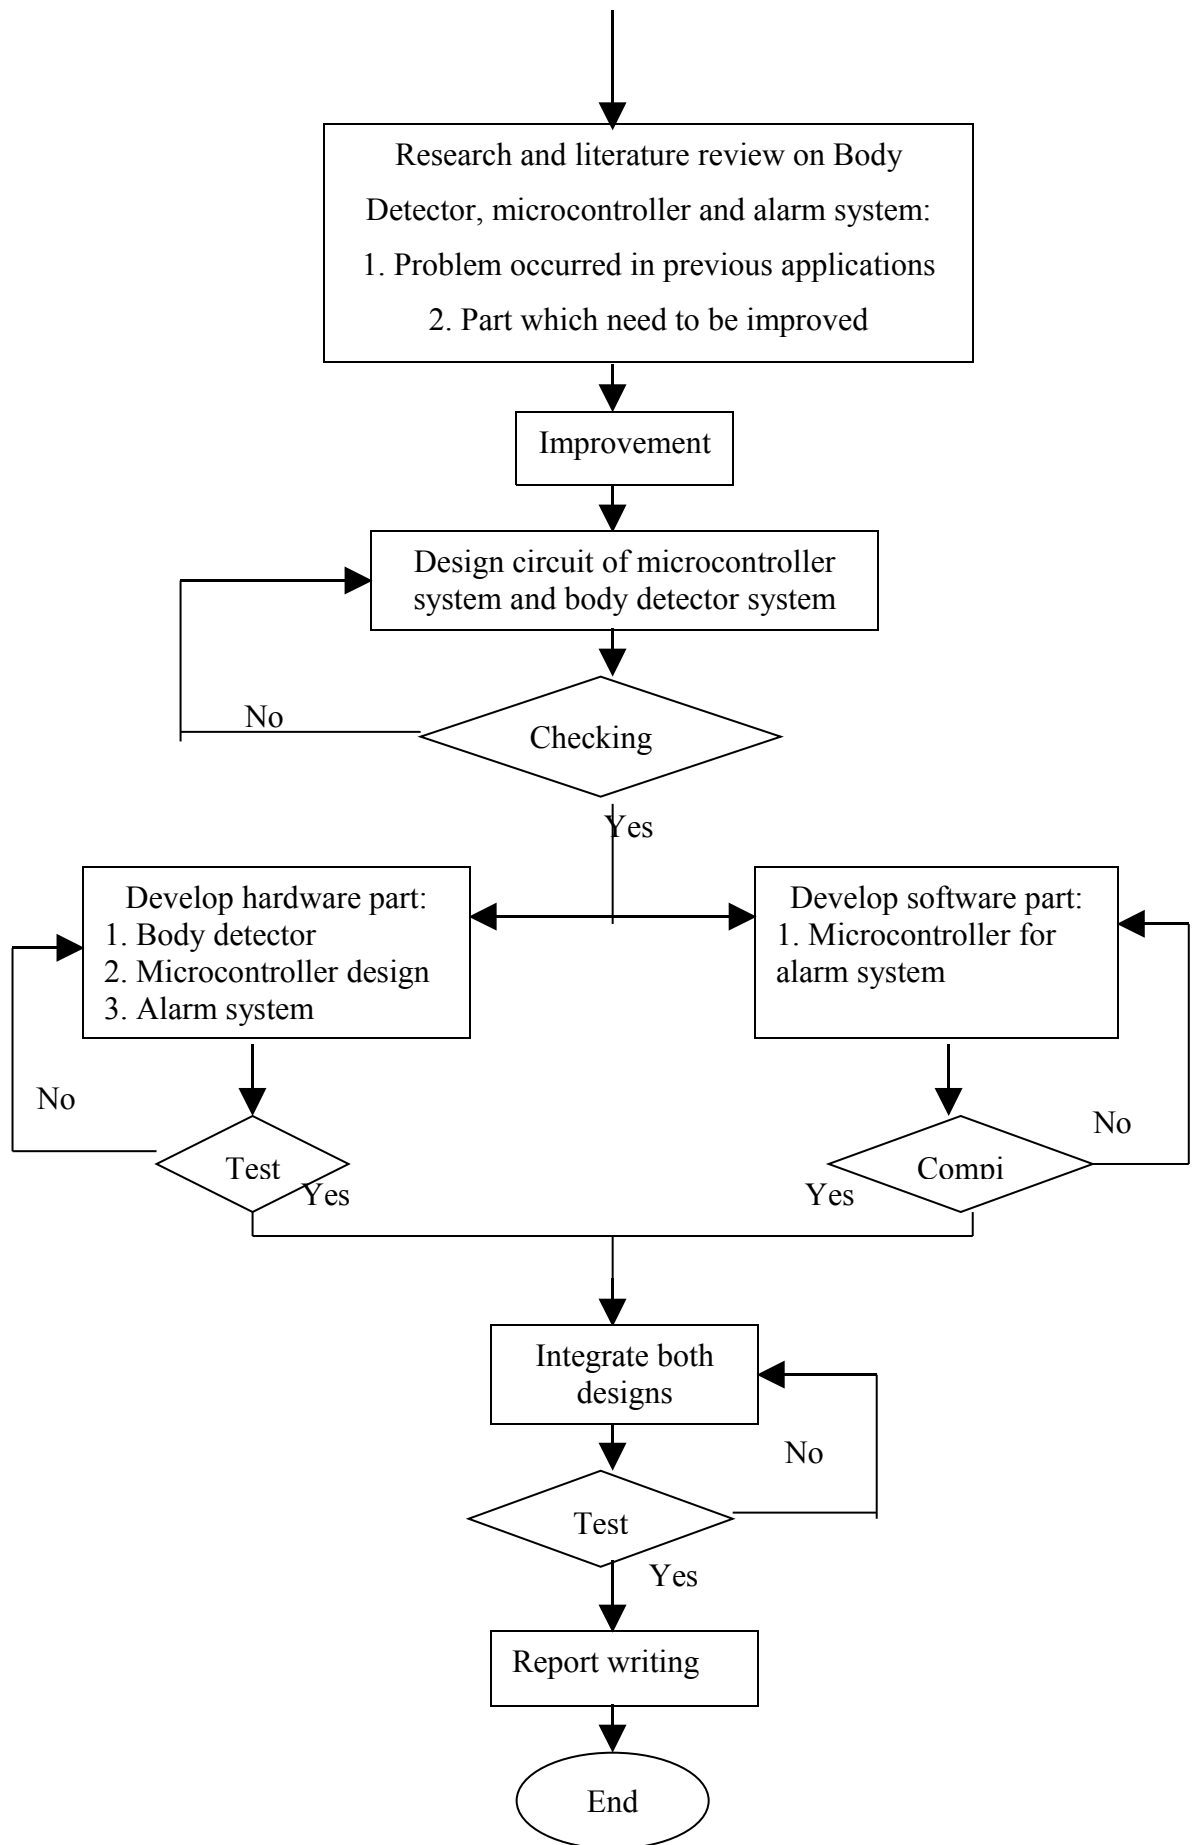 Research and literature review on Body
Detector, microcontroller and alarm system:
1. Problem occurred in previous applications
2. Part which need to be improved
Improvement
Design circuit of microcontroller
system and body detector system
No
Checking
Yes
Develop hardware part:
1. Body detector
2. Microcontroller design
3. Alarm system
Develop software part:
1. Microcontroller for
alarm system
No
No
Test
Yes
Yes
Compi
Integrate both
designs
No
Test
Yes
Report writing
End